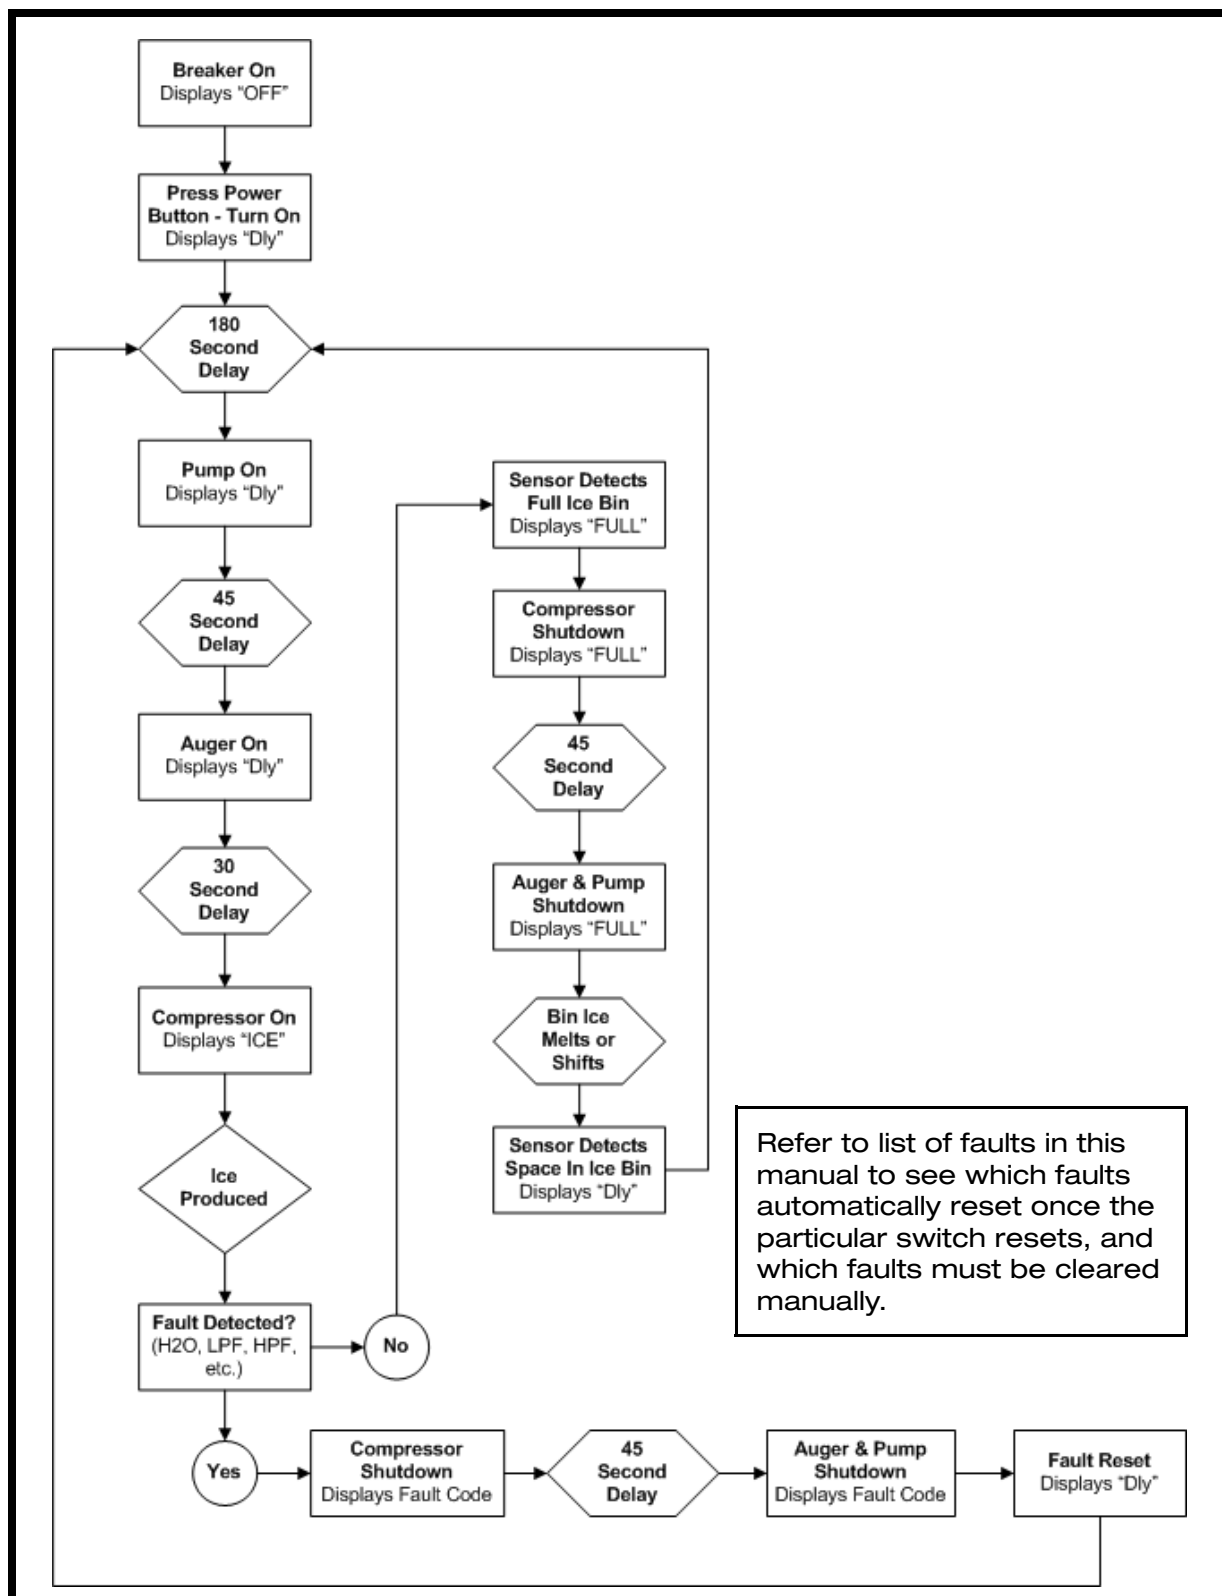 Breaker On
Displays “OFF”
Press Power
Button - Turn On
Displays “Dly”
180
Second
Delay
Pump On
Displays “Dly”
45
Second
Delay
Auger On
Displays “Dly”
30
Second
Delay
Compressor On
Displays “ICE”
Ice
Produced
Fault Detected?
(H2O, LPF, HPF,
etc.)
No
Sensor Detects
Full Ice Bin
Displays “FULL”
Compressor
Shutdown
Displays “FULL”
45
Second
Delay
Auger & Pump
Shutdown
Displays “FULL”
Bin Ice
Melts or
Shifts
Sensor Detects
Space In Ice Bin
Displays “Dly”
Refer to list of faults in this
manual to see which faults
automatically reset once the
particular switch resets, and
which faults must be cleared
manually.
Yes
Compressor
Shutdown
Displays Fault Code
45
Second
Delay
Auger & Pump
Shutdown
Displays Fault Code
Fault Reset
Displays “Dly”